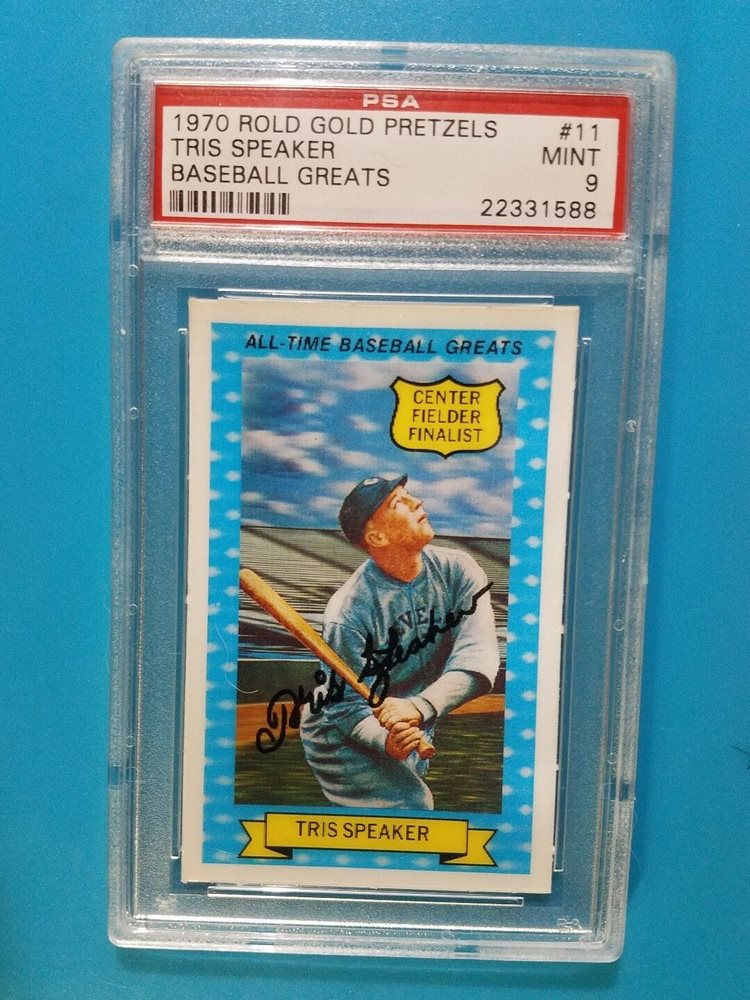 PSA
1970 ROLD GOLD PRETZELS #11
TRIS SPEAKER MINT
BASEBALL GREATS 9
22331588
ALL-TIME BASEBALL GREATS
CENTER
FIELDER
FINALIST
VE
Tris Speaker
TRIS SPEAKER